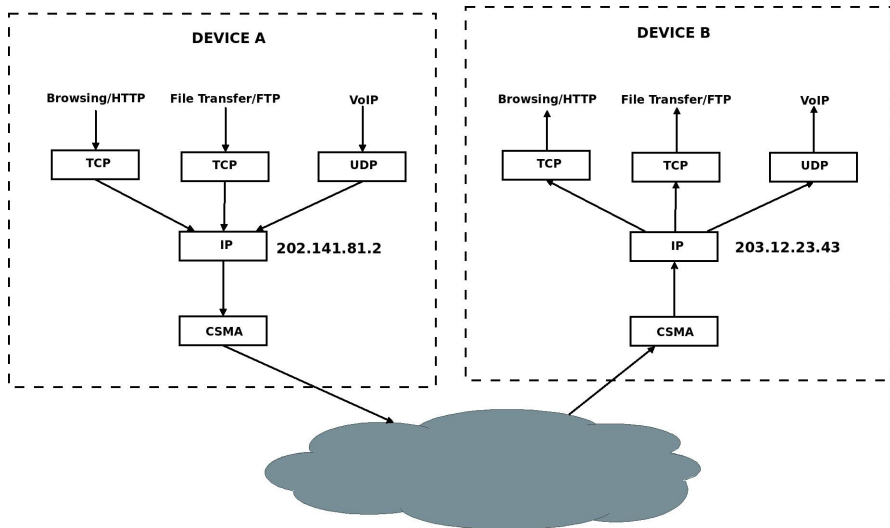 DEVICE A
Browsing/HTTP File Transfer/FTP VoIP
TCP TCP UDP
IP 202.141.81.2
CSMA
DEVICE B
Browsing/HTTP File Transfer/FTP VoIP
TCP TCP UDP
IP 203.12.23.43
CSMA